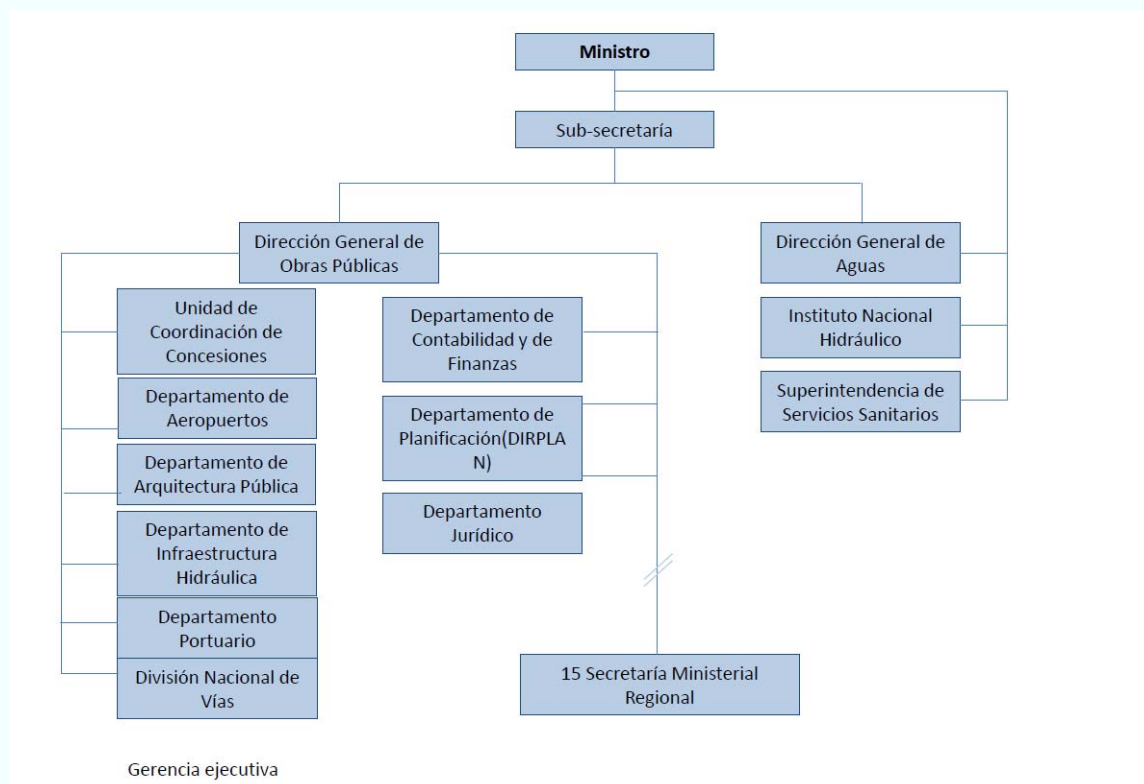 Ministro
Sub-secretaría
Dirección General de
Obras Públicas
Dirección General de
Aguas
Unidad de
Coordinación de
Concesiones
Departamento de
Aeropuertos
Departamento de
Arquitectura Pública
Departamento de
Infraestructura
Hidráulica
Departamento
Portuario
División Nacional de
Vías
Departamento de
Contabilidad y de
Finanzas
Departamento de
Planificación(DIRPLA
N)
Departamento
Jurídico
Instituto Nacional
Hidráulico
Superintendencia de
Servicios Sanitarios
15 Secretaría Ministerial
Regional
Gerencia ejecutiva